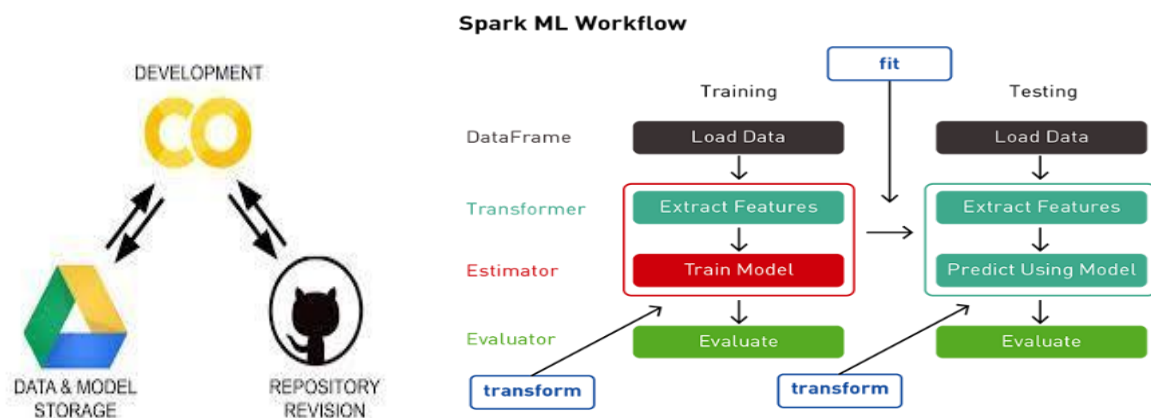 DEVELOPMENT
DATA & MODEL
STORAGE
REPOSITORY
REVISION
Spark ML Workflow
fit
Training
Testing
DataFrame
Load Data
Load Data
Transformer
Extract Features
Extract Features
Estimator
Train Model
Predict Using Model
Evaluator
Evaluate
Evaluate
transform
transform